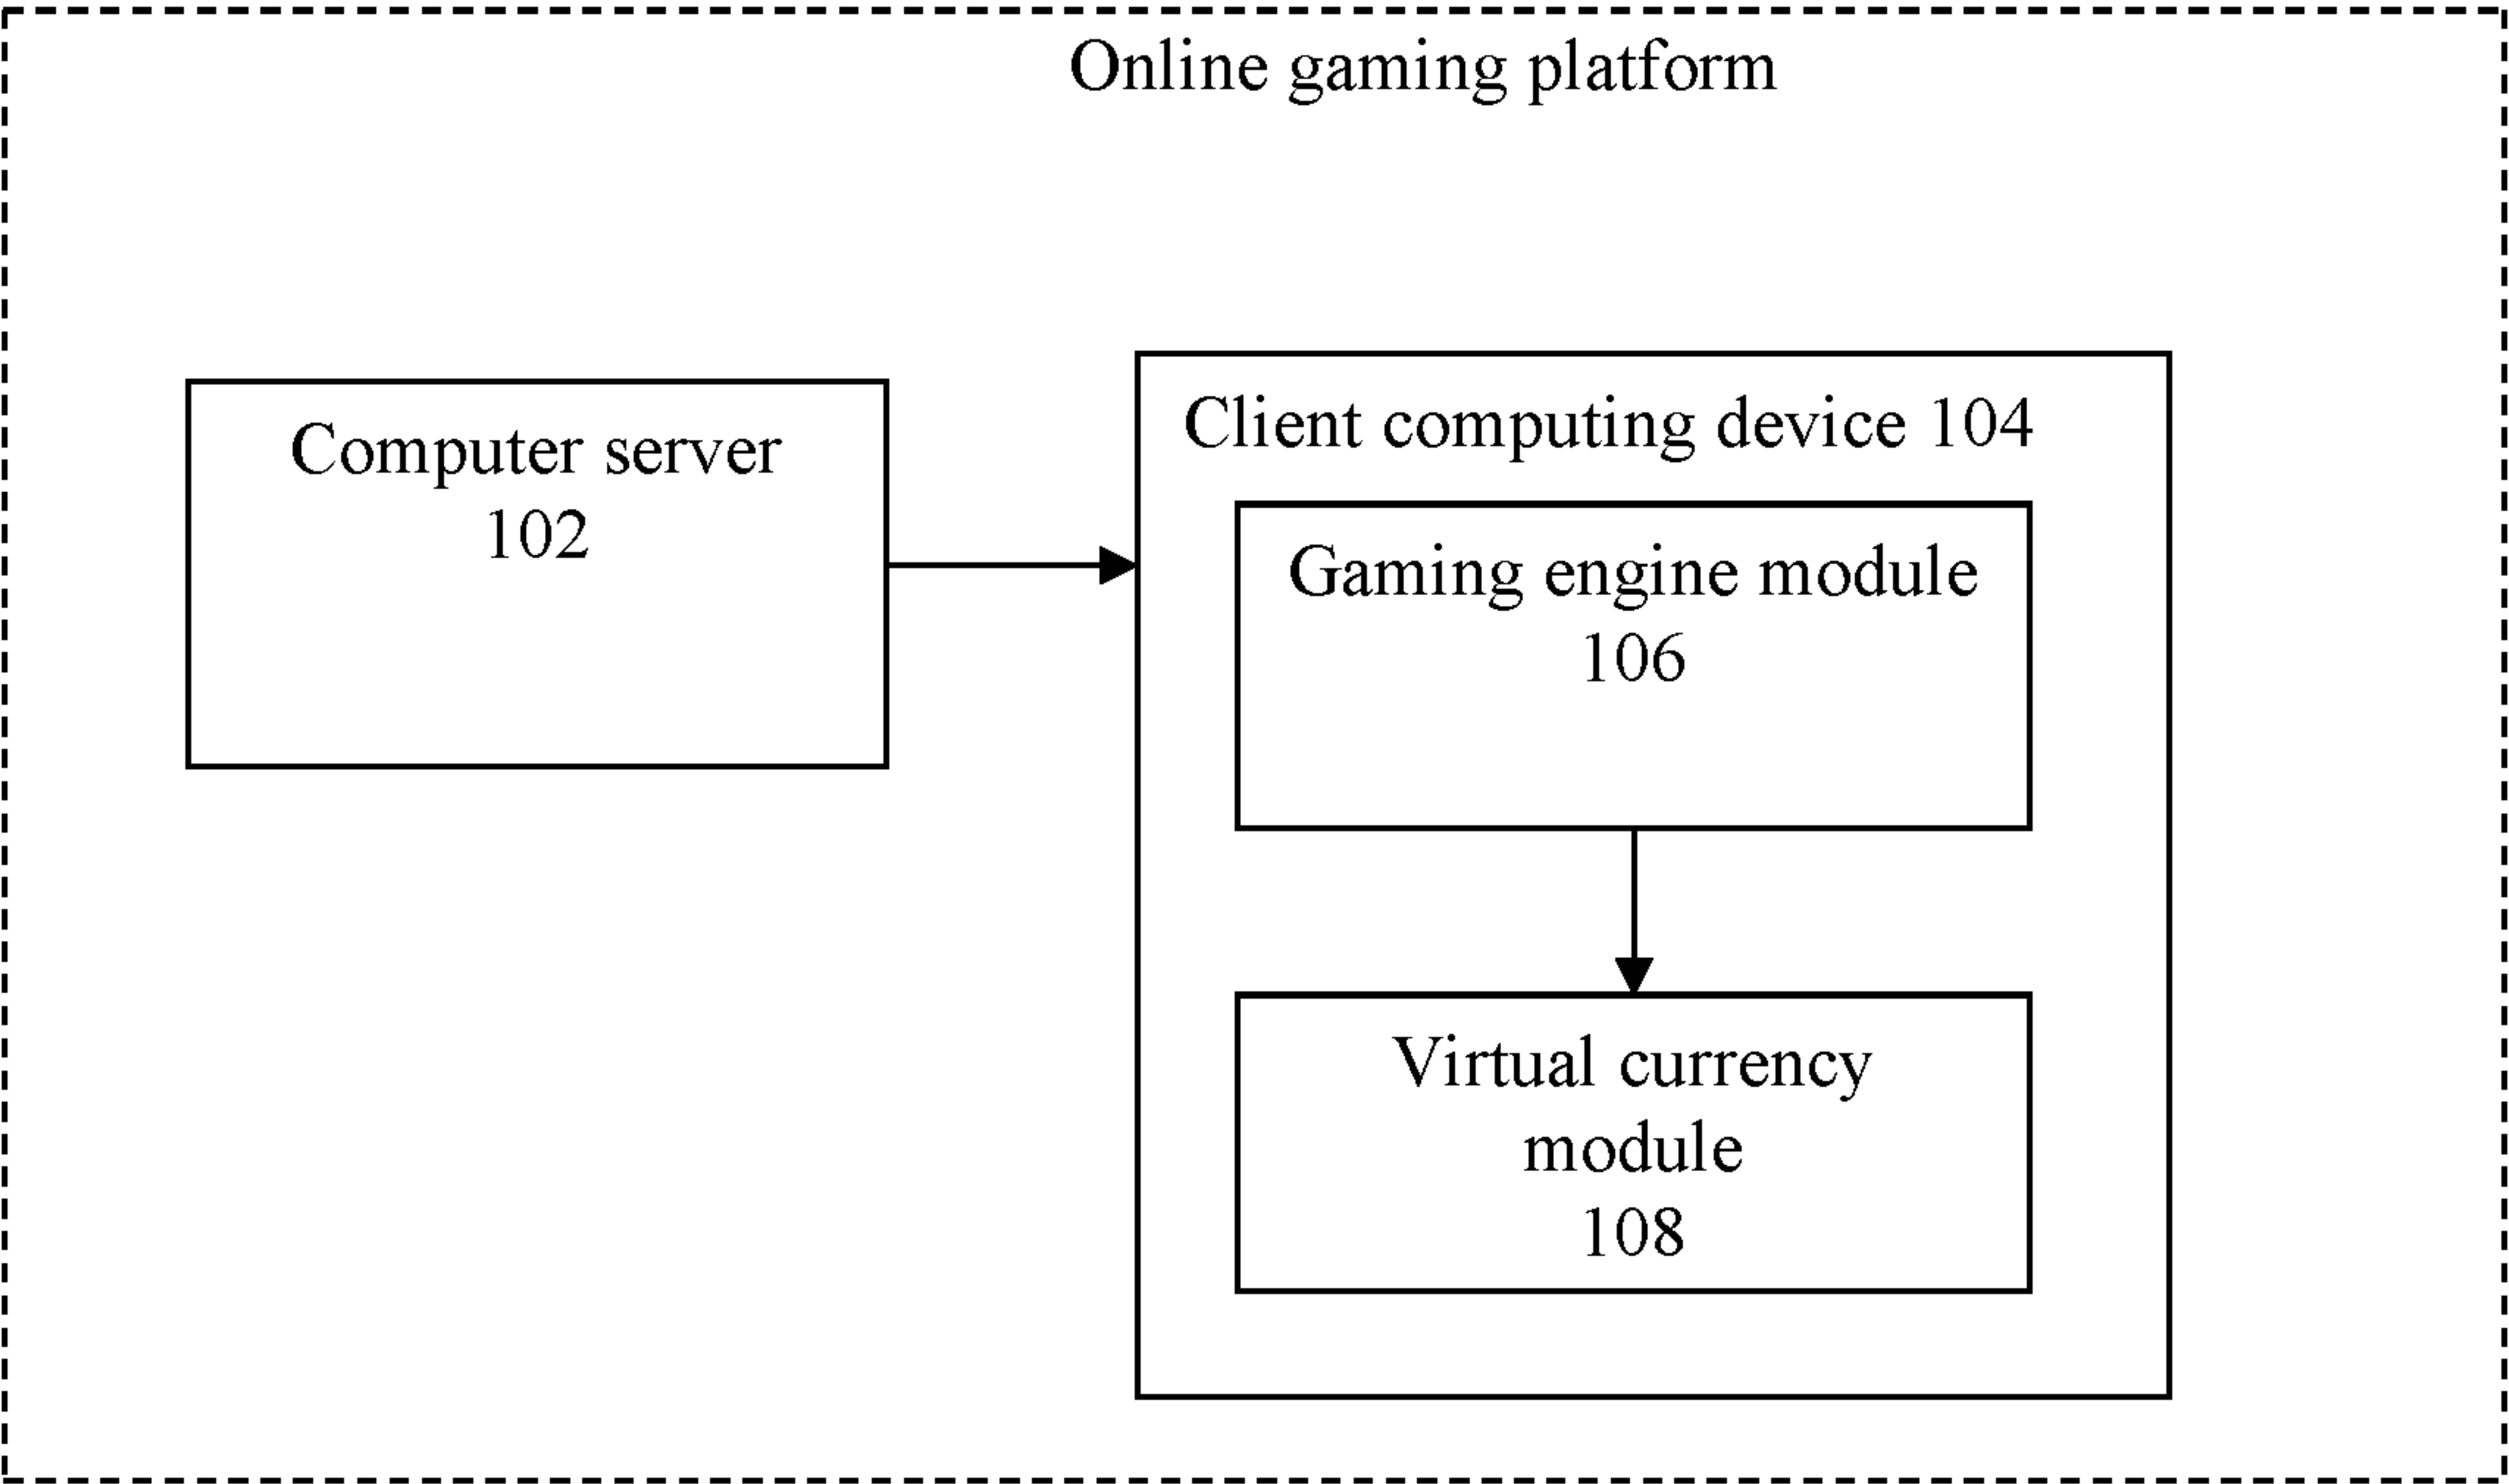 Online gaming platform
Computer server
102
Client computing device 104
Gaming engine module
106
Virtual currency
module
108